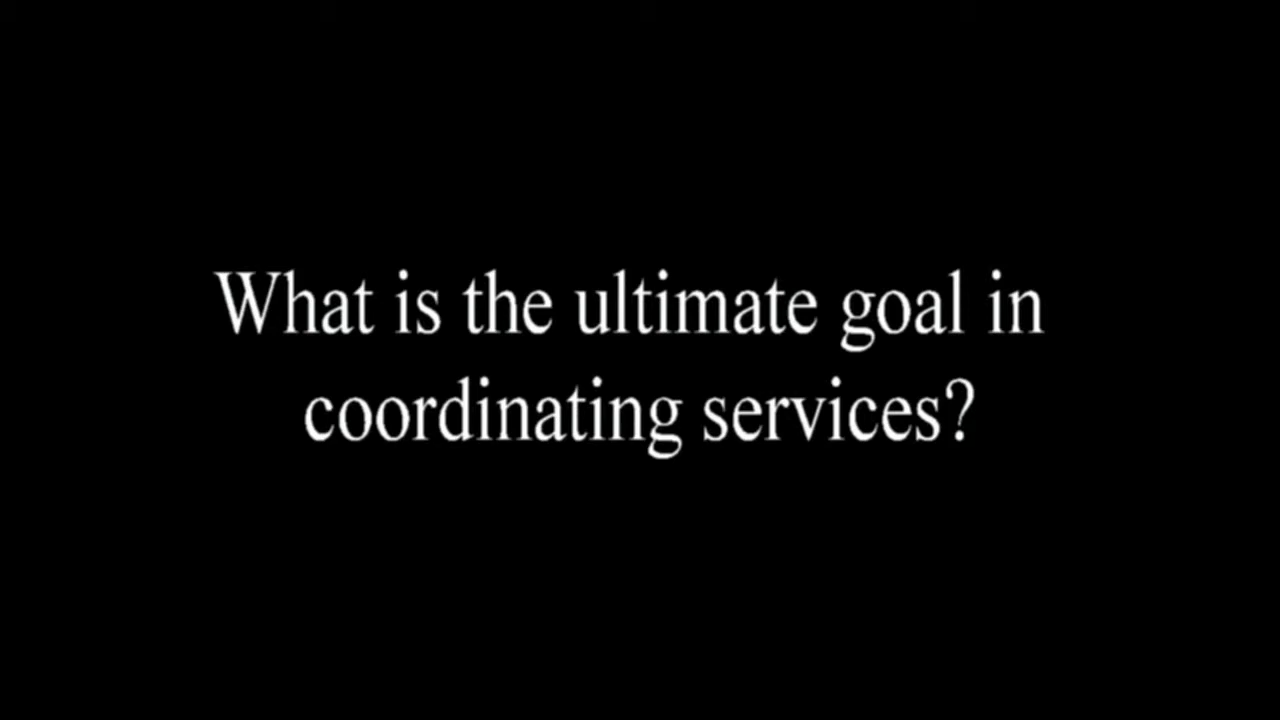 What is the ultimate goal in
coordinating services?